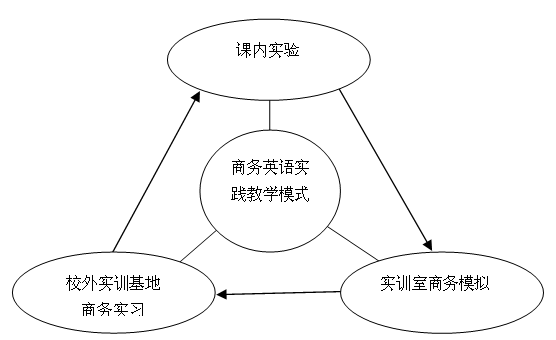 课内实验
商务英语实
践教学模式
校外实训基地
商务实习
实训室商务模拟